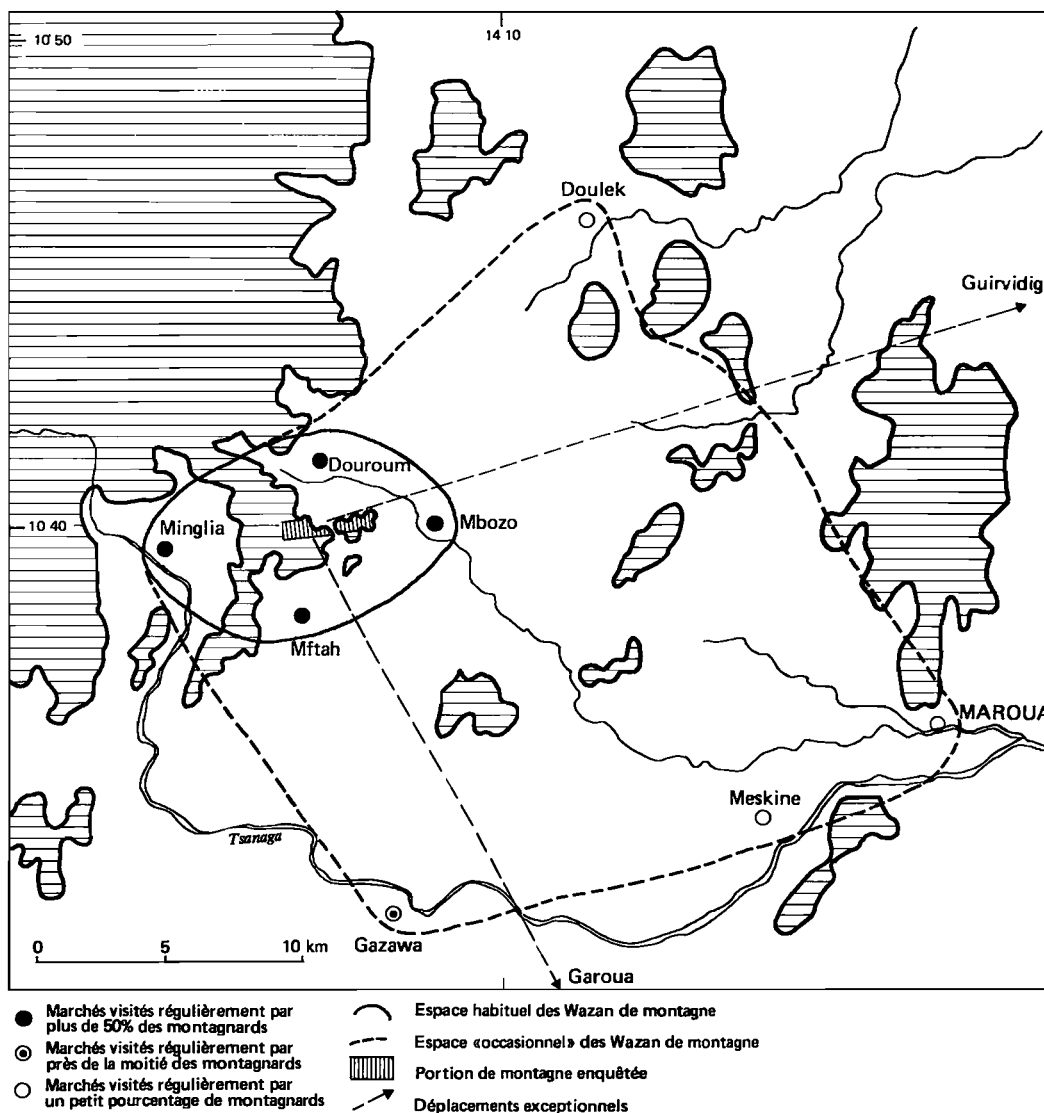 10 50
14 10
Doulek
Guirvidig
Douroum
Mbozo
10 40
Minglia
Mftah
MAROUA
Meskine
Tsanaga
Gazawa
0 5 10 km
Garoua
Marchés visités régulièrement par
plus de 50% des montagnards
Marchés visités régulièrement par
près de la moitié des montagnards
Marchés visités régulièrement par
un petit pourcentage de montagnards
Espace habituel des Wazan de montagne
Espace «occasionnel» des Wazan de montagne
Portion de montagne enquêtée
Déplacements exceptionnels